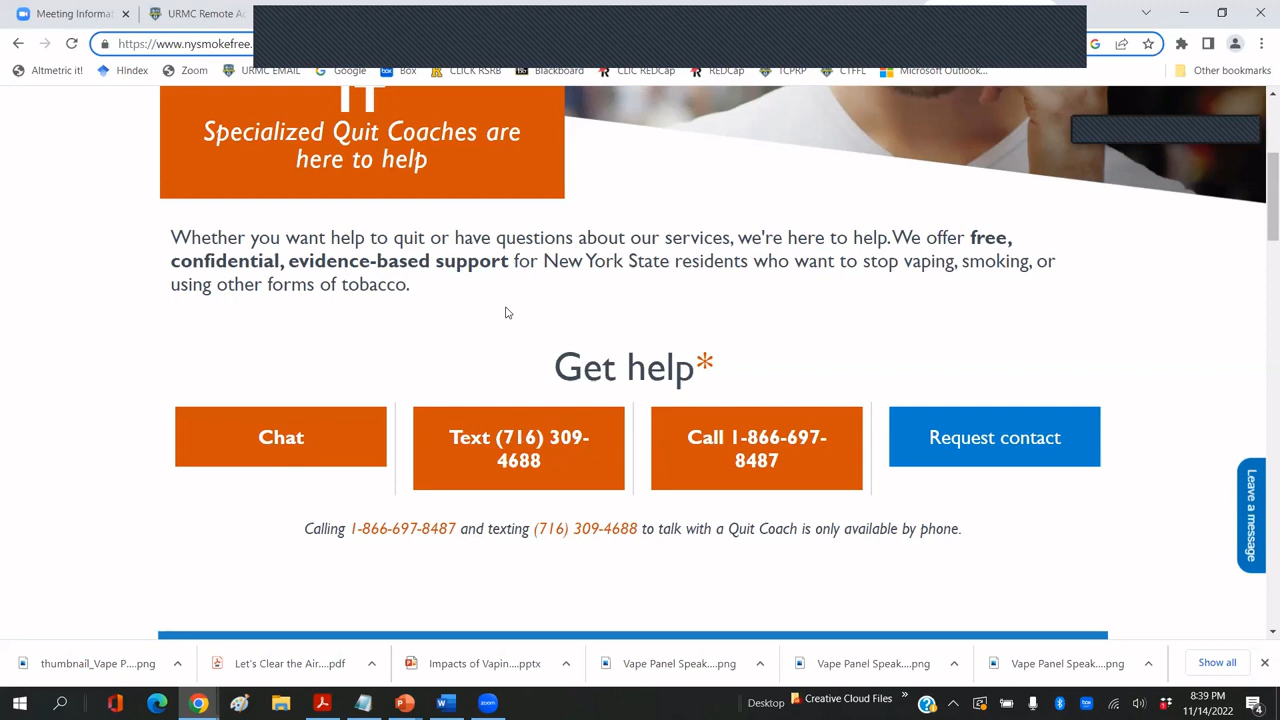 Meeting Informat
URMC Remote Ac
https://www.nysmokefree.
Altmetric it!
HIndex
Zoom
URMC EMAIL
Google
Box
CLICK RSRB
Blackboard
CLIC REDCap
REDCap
TCPRP
CTFFL
Microsoft Outlook...
Other bookmarks
IT
Specialized Quit Coaches are
here to help
Whether you want help to quit or have questions about our services, we're here to help. We offer free,
confidential, evidence-based support for New York State residents who want to stop vaping, smoking, or
using other forms of tobacco.
Get help*
Chat
Text (716) 309-
4688
Call 1-866-697-
8487
Request contact
Calling 1-866-697-8487 and texting (716) 309-4688 to talk with a Quit Coach is only available by phone.
Leave a message
thumbnail_Vape P....png
Let's Clear the Air....pdf
Impacts of Vapin....pptx
Vape Panel Speak....png
Vape Panel Speak....png
Vape Panel Speak....png
Show all
Desktop
Creative Cloud Files
8:39 PM
11/14/2022